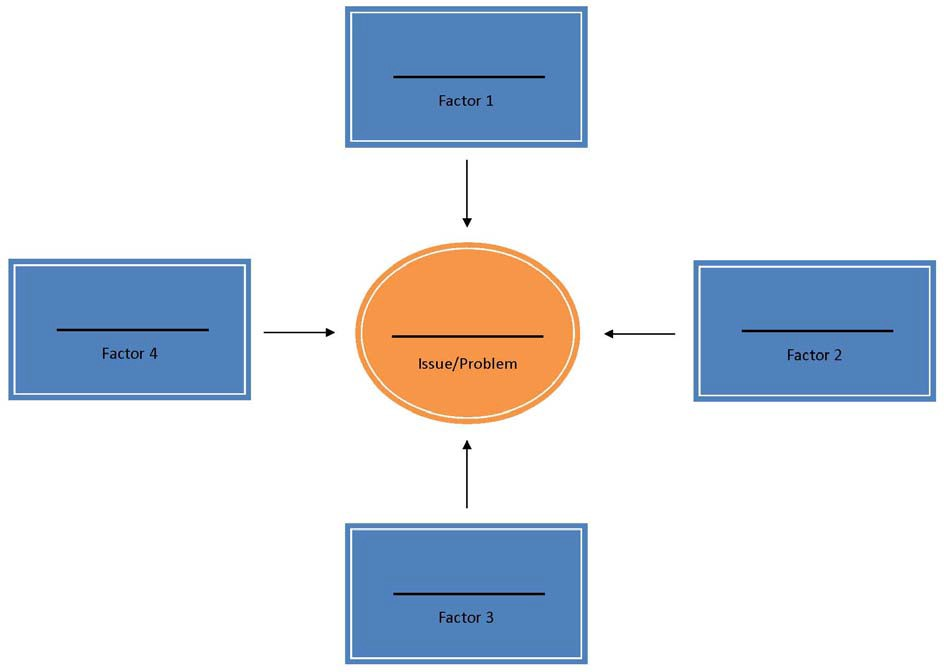 Factor 1
Factor 4
Issue/Problem
Factor 2
Factor 3